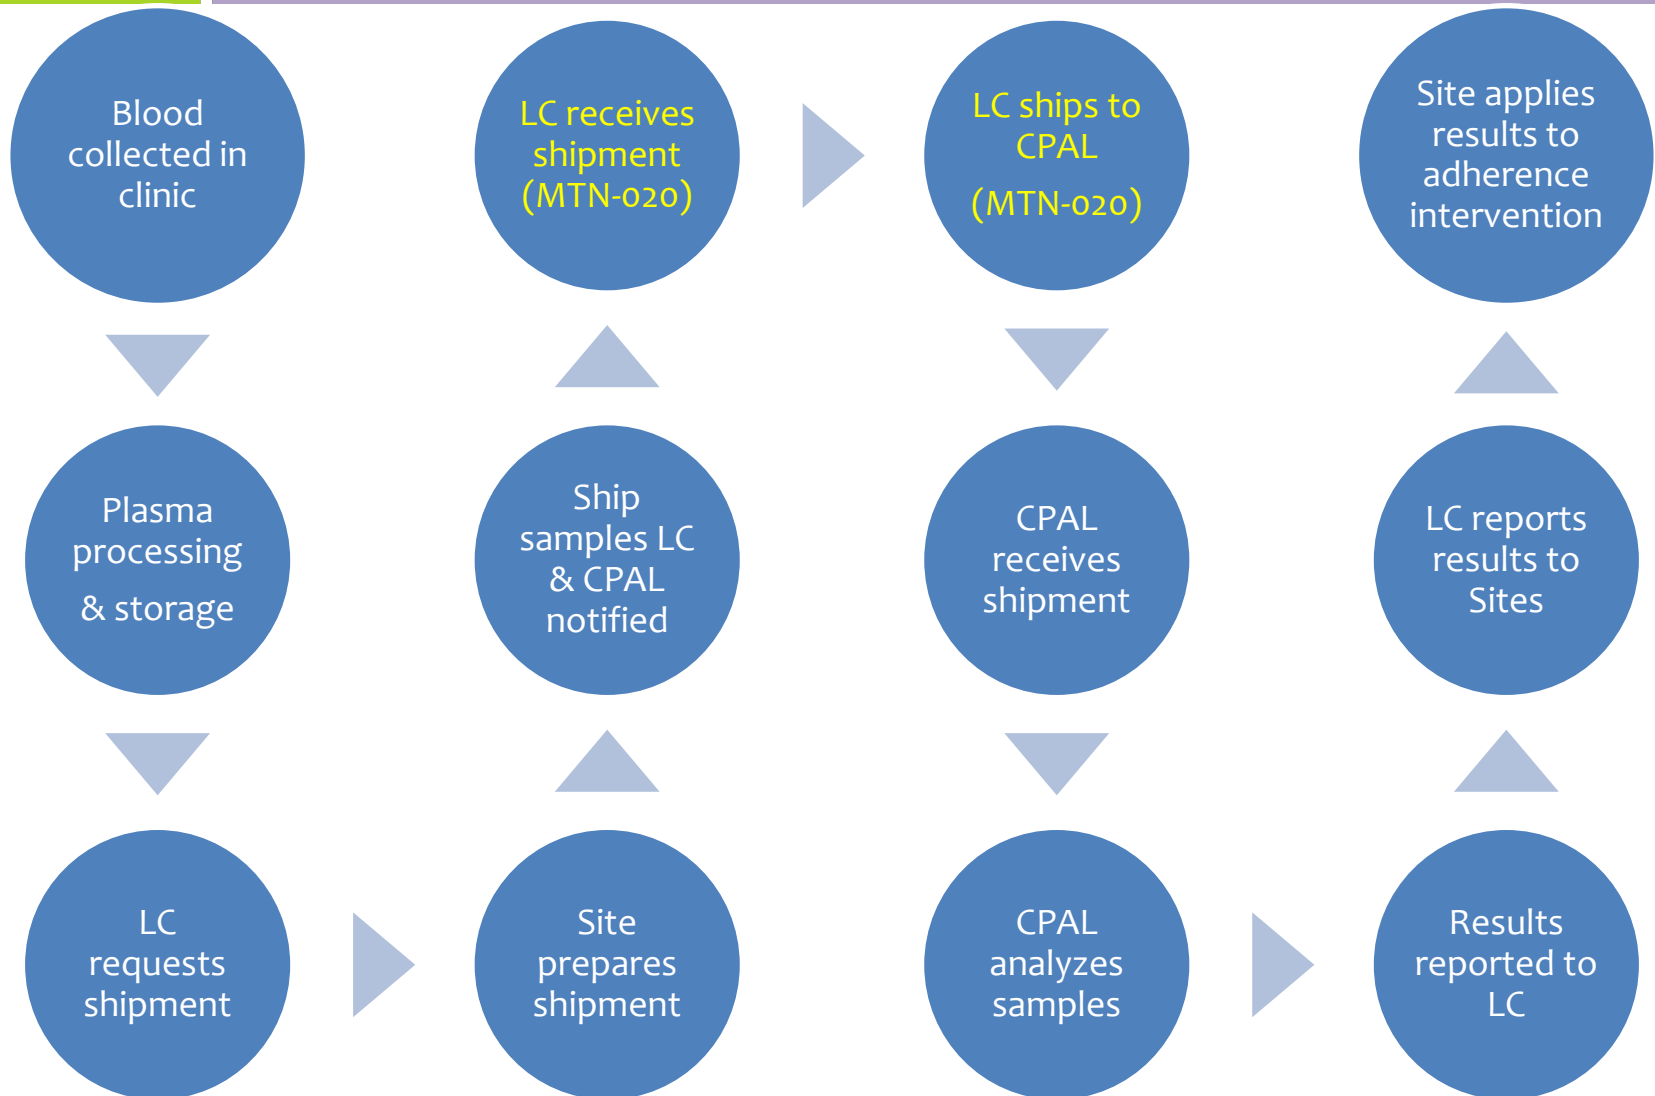 Blood
collected in
clinic
Plasma
processing
& storage
LC
requests
shipment
Site
prepares
shipment
Ship
samples LC
& CPAL
notified
LC receives
shipment
(MTN-020)
LC ships to
CPAL
(MTN-020)
CPAL
receives
shipment
CPAL
analyzes
samples
Results
reported to
LC
LC reports
results to
Sites
Site applies
results to
adherence
intervention